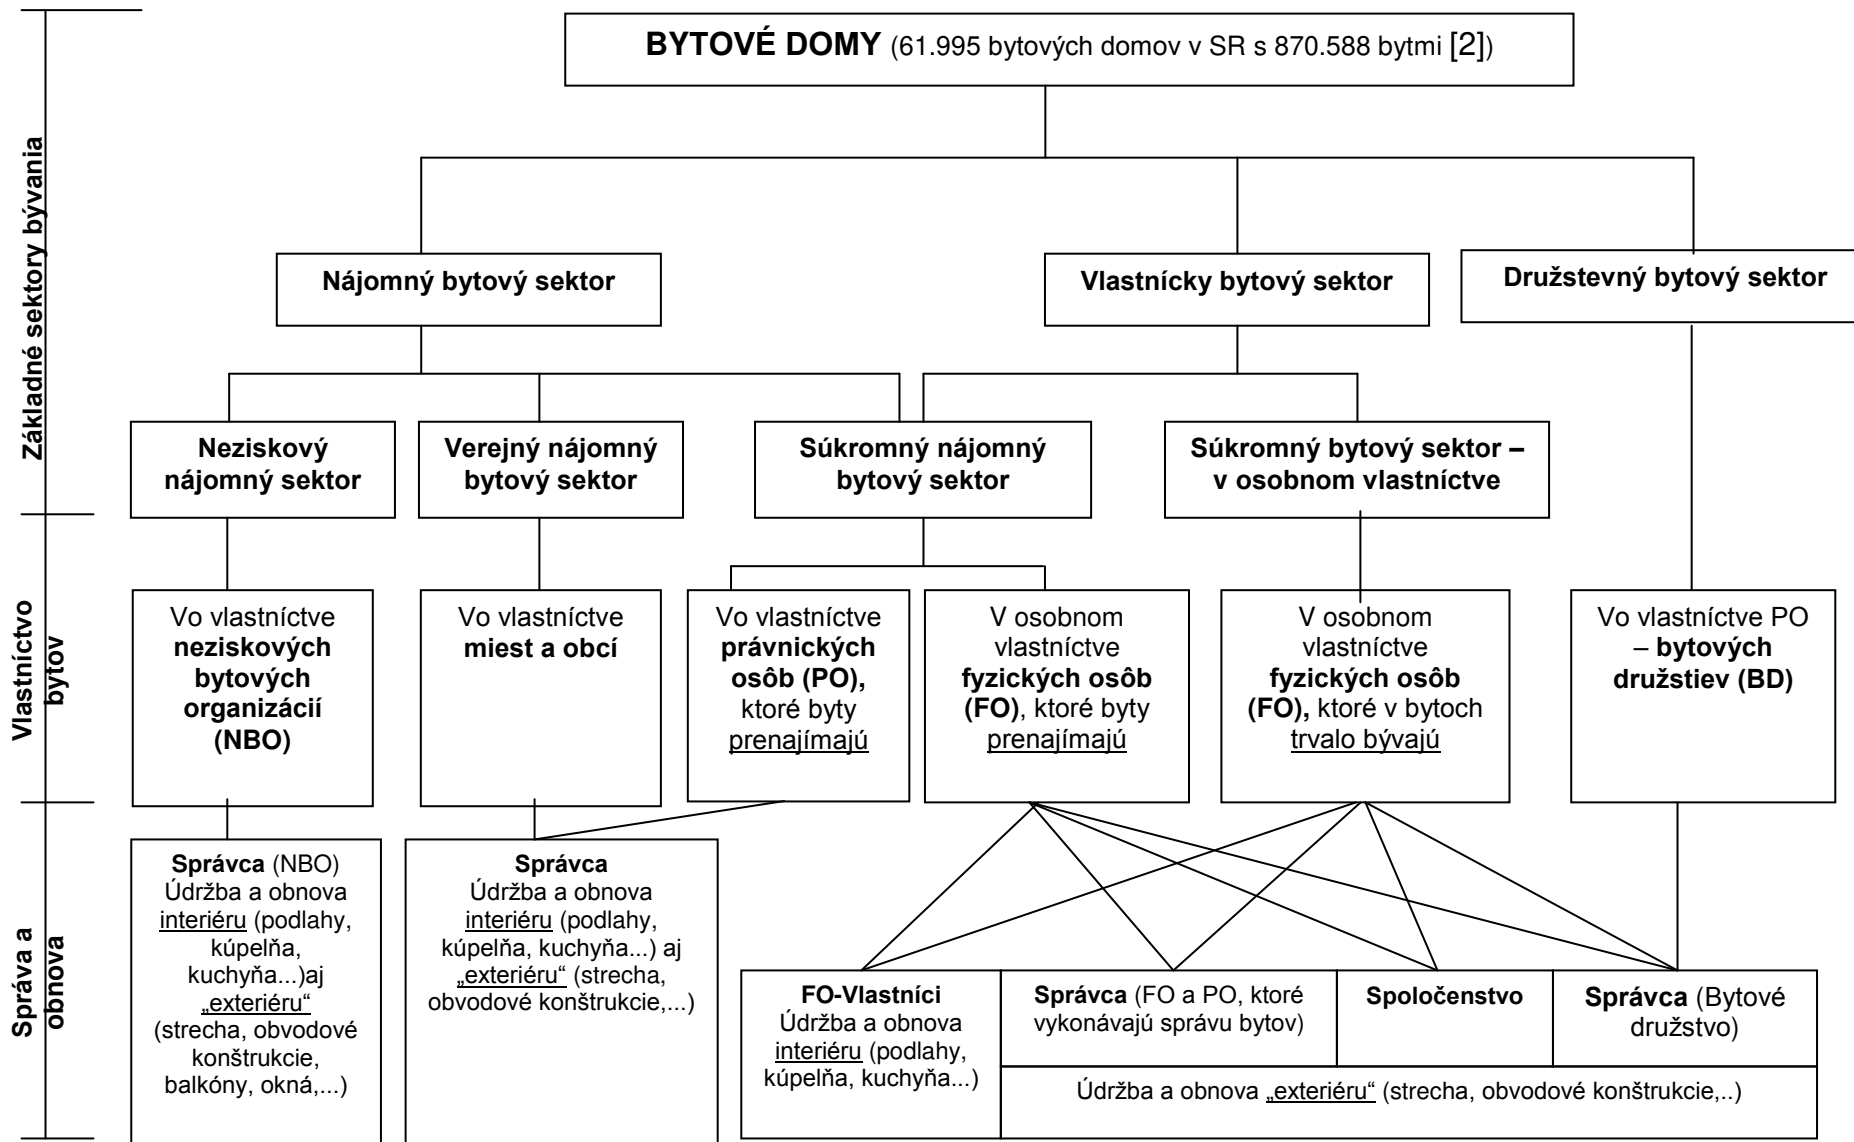 BYTOVÉ DOMY (61.995 bytových domov v SR s 870.588 bytmi [2])
Základné sektory bývania
Nájomný bytový sektor
Vlastnícky bytový sektor
Družstevný bytový sektor
Neziskový
nájomný sektor
Verejný nájomný
bytový sektor
Súkromný nájomný
bytový sektor
Súkromný bytový sektor –
v osobnom vlastníctve
Vlastníctvo
bytov
Vo vlastníctve
neziskových
bytových
organizácií
(NBO)
Vo vlastníctve
miest a obcí
Vo vlastníctve
právnických
osôb (PO),
ktoré byty
prenajímajú
V osobnom
vlastníctve
fyzických osôb
(FO), ktoré byty
prenajímajú
V osobnom
vlastníctve
fyzických osôb
(FO), ktoré v bytoch
trvalo bývajú
Vo vlastníctve PO
– bytových
družstiev (BD)
Správa a
obnova
Správca (NBO)
Údržba a obnova
interiéru (podlahy,
kúpelňa,
kuchyňa...)aj
„exteriéru“
(strecha, obvodové
konštrukcie,
balkóny, okná,...)
Správca
Údržba a obnova
interiéru (podlahy,
kúpelňa, kuchyňa...) aj
„exteriéru“ (strecha,
obvodové konštrukcie,...)
FO-Vlastníci
Údržba a obnova
interiéru (podlahy,
kúpelňa, kuchyňa...)
Správca (FO a PO, ktoré
vykonávajú správu bytov)
Spoločenstvo
Správca (Bytové
družstvo)
Údržba a obnova „exteriéru“ (strecha, obvodové konštrukcie,..)